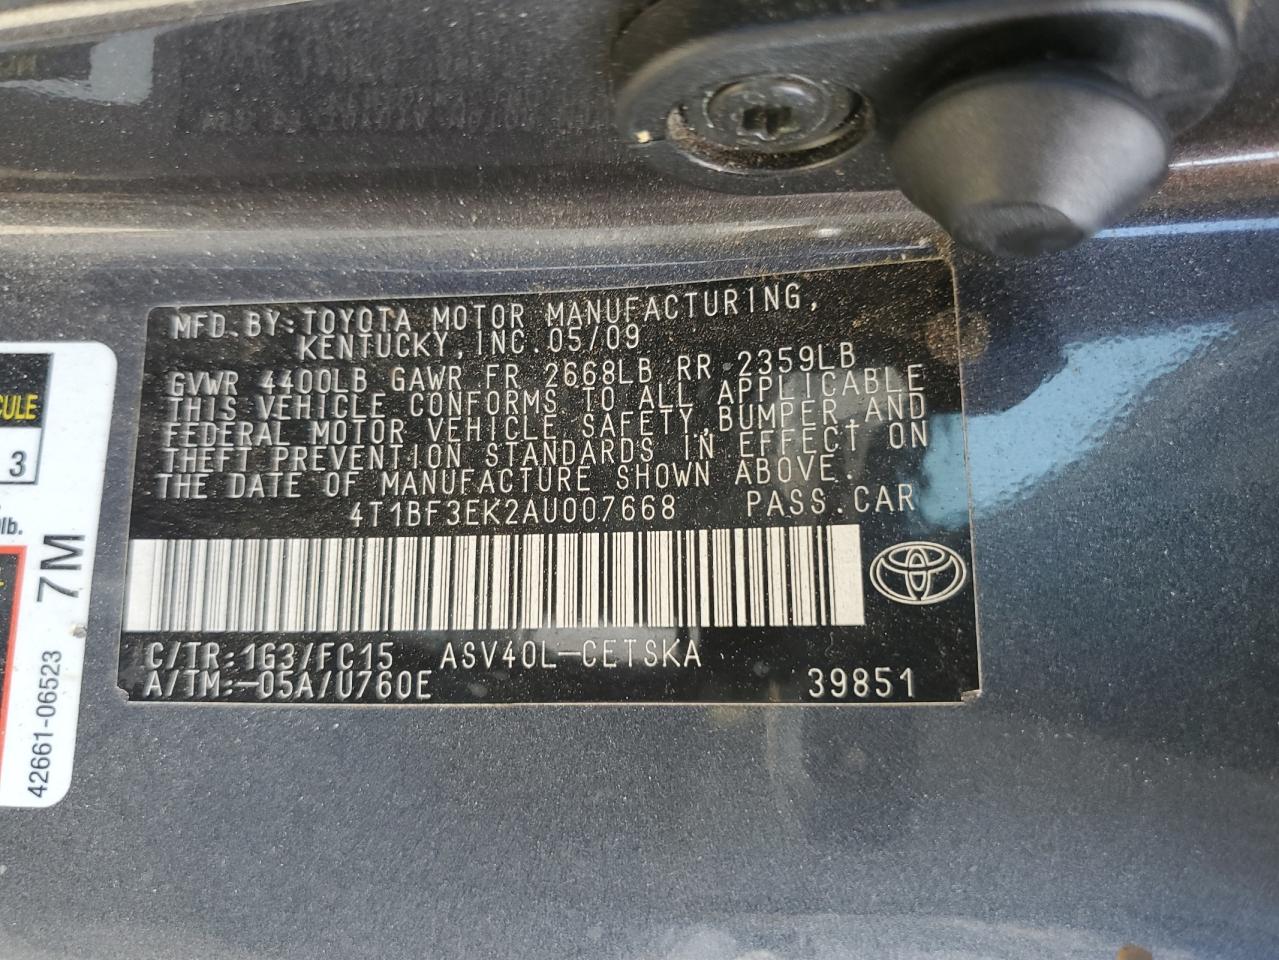 MFD. BY: TOYOTA MOTOR MANUFACTURING,
KENTUCKY, INC. 05/09
GVWR 4400LB GAWR FR 2668LB RR 2359LB
THIS VEHICLE CONFORMS TO ALL APPLICABLE
FEDERAL MOTOR VEHICLE SAFETY, BUMPER AND
THEFT PREVENTION STANDARDS IN EFFECT ON
THE DATE OF MANUFACTURE SHOWN ABOVE.
4T1BF3EK2AU007668 PASS. CAR
C/TR: 1G3/FC15 ASV40L-CETSKA
A/TM:-05A/U760E 39851
3
lb.
7M
42661-06523